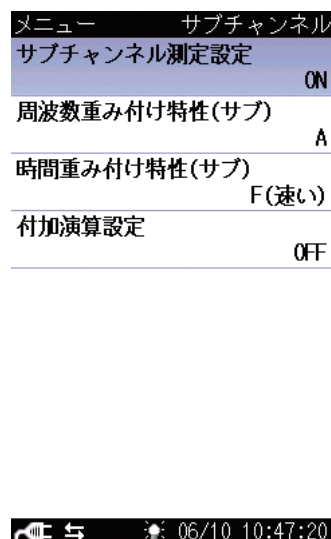 メニュー サブチャンネル
サブチャンネル測定設定
ON
周波数重み付け特性(サブ)
A
時間重み付け特性(サブ)
F(速い)
付加演算設定
OFF
06/10 10:47:20